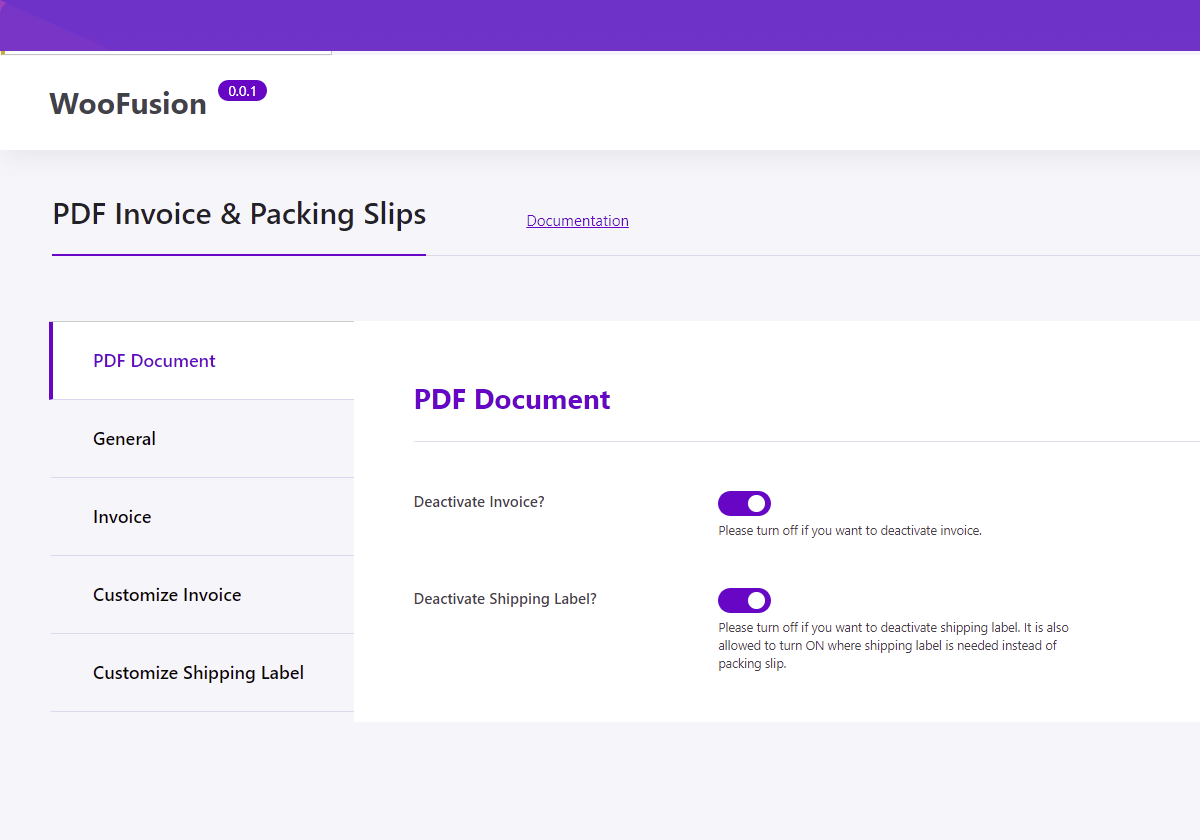 WooFusion 0.0.1
PDF Invoice & Packing Slips
Documentation
PDF Document
General
Invoice
Customize Invoice
Customize Shipping Label
PDF Document
Deactivate Invoice?
Please turn off if you want to deactivate invoice.
Deactivate Shipping Label?
Please turn off if you want to deactivate shipping label. It is also
allowed to turn ON where shipping label is needed instead of
packing slip.